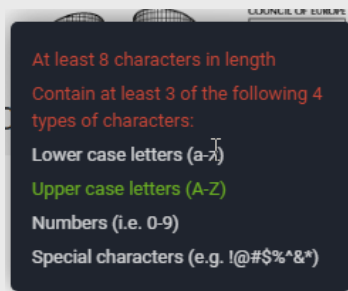 COUNCIL OF EUROPE
At least 8 characters in length
Contain at least 3 of the following 4
types of characters:
Lower case letters (a-z)
Upper case letters (A-Z)
Numbers (i.e. 0-9)
Special characters (e.g. !@#$%^&*)